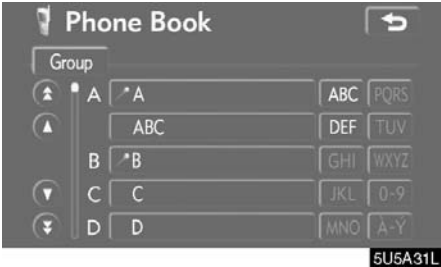 Phone Book
Group
A A ABC PQRS
ABC DEF TUV
B B GHI WXYZ
C C JKL 0-9
D D MNO À-Ý
5U5A31L